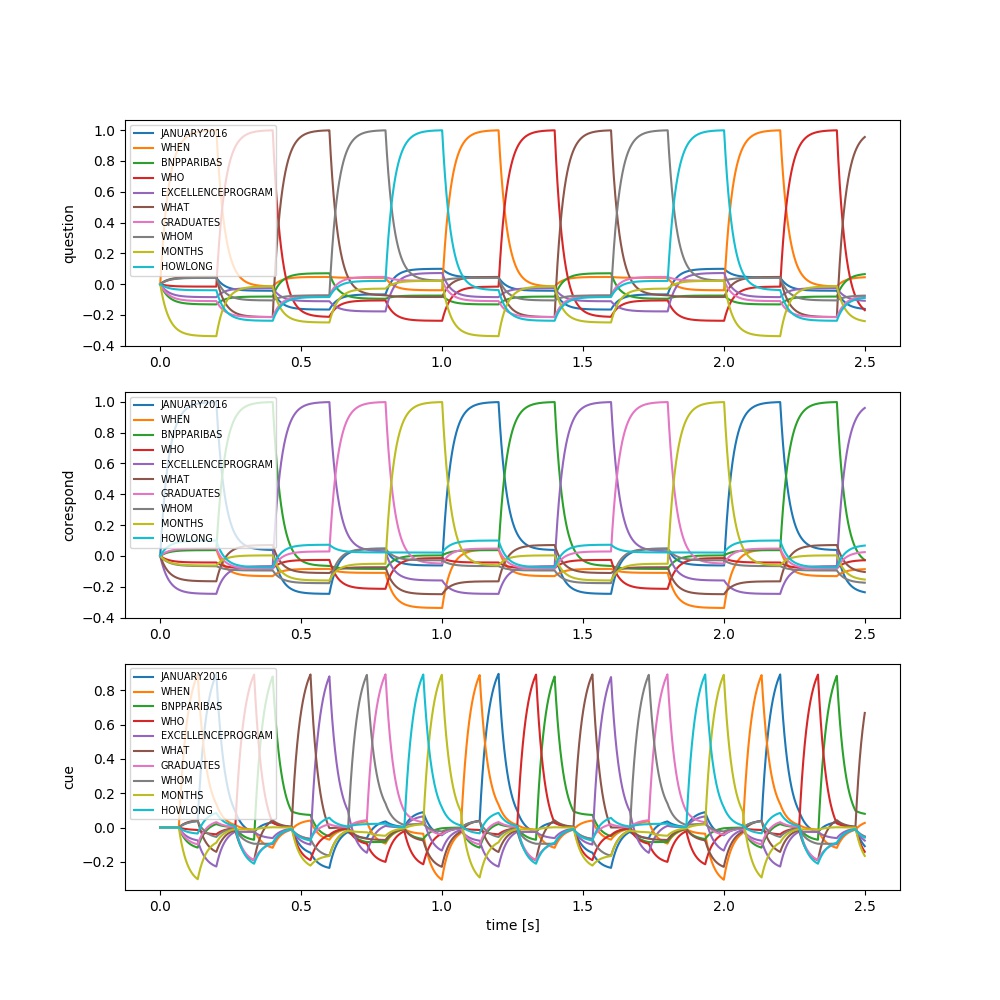 question
1.0
0.8
0.6
0.4
0.2
0.0
−0.2
−0.4
JANUARY2016
WHEN
BNPPARIBAS
WHO
EXCELLENCEPROGRAM
WHAT
GRADUATES
WHOM
MONTHS
HOWLONG
0.0 0.5 1.0 1.5 2.0 2.5
corespond
1.0
0.8
0.6
0.4
0.2
0.0
−0.2
−0.4
JANUARY2016
WHEN
BNPPARIBAS
WHO
EXCELLENCEPROGRAM
WHAT
GRADUATES
WHOM
MONTHS
HOWLONG
0.0 0.5 1.0 1.5 2.0 2.5
cue
0.8
0.6
0.4
0.2
0.0
−0.2
JANUARY2016
WHEN
BNPPARIBAS
WHO
EXCELLENCEPROGRAM
WHAT
GRADUATES
WHOM
MONTHS
HOWLONG
0.0 0.5 1.0 1.5 2.0 2.5
time [s]